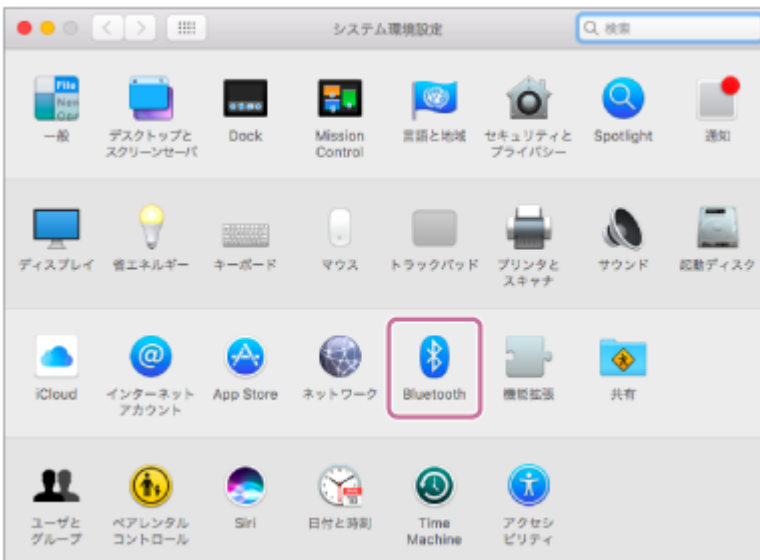 システム環境設定
検索
File
New
Ope
一般
デスクトップと
スクリーンセーバ
Dock
Mission
Control
言語と地域
セキュリティと
プライバシー
Spotlight
通知
ディスプレイ
省エネルギー
キーボード
マウス
トラックパッド
プリンタと
スキャナ
サウンド
起動ディスク
iCloud
インターネット
アカウント
App Store
ネットワーク
Bluetooth
機能拡張
共有
ユーザと
グループ
ペアレンタル
コントロール
Siri
日付と時刻
Time
Machine
アクセシ
ビリティ